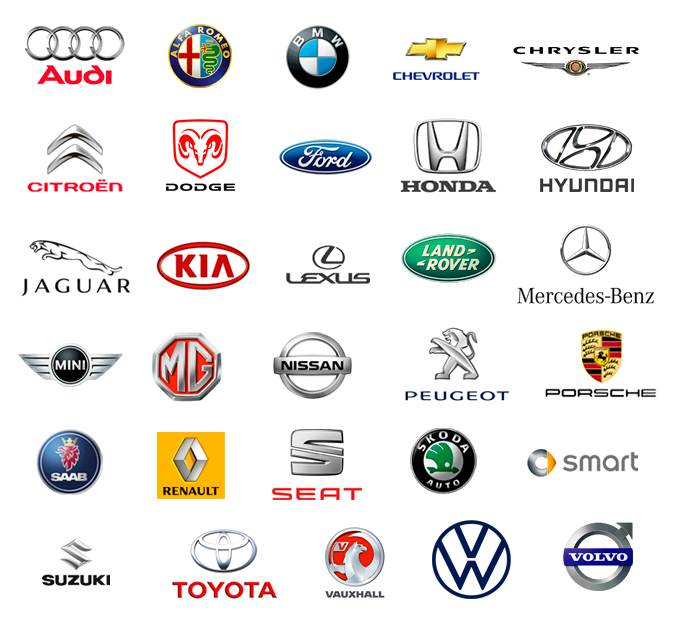 Audi
ALFA ROMEO
BMW
CHEVROLET
CHRYSLER
CITROËN
DODGE
Ford
HONDA
HYUNDAI
JAGUAR
KIA
LEXUS
LAND-
-ROVER
Mercedes-Benz
MINI
MG
NISSAN
PEUGEOT
PORSCHE
PORSCHE
SAAB
RENAULT
SEAT
SKODA
AUTO
smart
SUZUKI
TOYOTA
VAUXHALL
VW
VOLVO